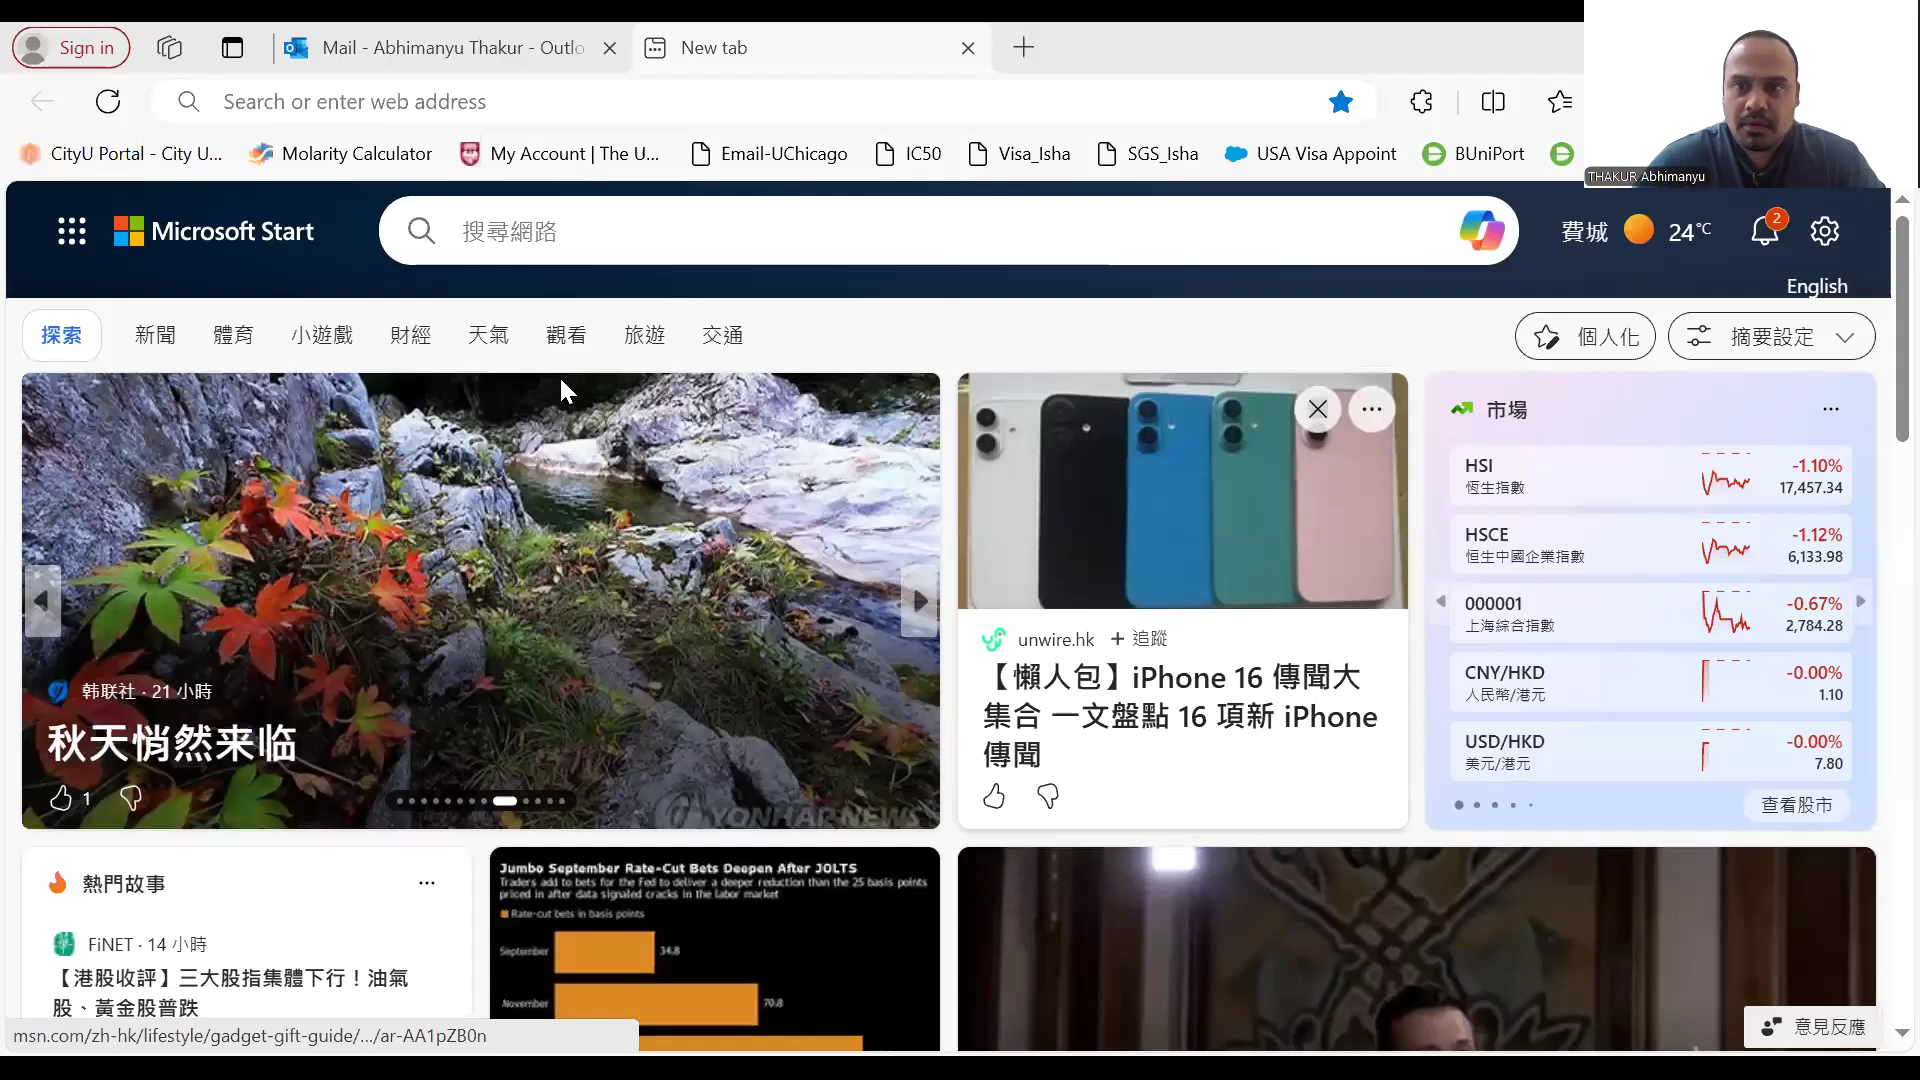 Sign in
Mail - Abhimanyu Thakur - Outlo
New tab
Search or enter web address
CityU Portal - City U...
Molarity Calculator
My Account | The U...
Email-UChicago
IC50
Visa_Isha
SGS_Isha
USA Visa Appoint
BUniPort
THAKUR Abhimanyu
Microsoft Start
搜尋網路
費城
24°C
2
English
探索
新聞
體育
小遊戲
財經
天氣
觀看
旅遊
交通
個人化
摘要設定
韩联社 · 21 小時
秋天悄然来临
1
YONHAP NEWS
unwire.hk
追蹤
【懶人包】iPhone 16 傳聞大
集合 一文盤點 16 項新 iPhone
傳聞
市場
HSI
-1.10%
恆生指數
17,457.34
HSCE
-1.12%
恒生中國企業指數
6,133.98
000001
-0.67%
上海綜合指數
2,784.28
CNY/HKD
-0.00%
人民幣/港元
1.10
USD/HKD
-0.00%
美元/港元
7.80
查看股市
熱門故事
FiNET · 14 小時
【港股收評】三大股指集體下行！油氣
股、黃金股普跌
Jumbo September Rate-Cut Bets Deepen After JOLTS
Traders add to bets for the Fed to deliver a deeper reduction than the 25 basis points
priced in after data signaled cracks in the labor market
Rate-cut bets in basis points
September
34.8
November
70.8
msn.com/zh-hk/lifestyle/gadget-gift-guide/.../ar-AA1pZB0n
意見反應